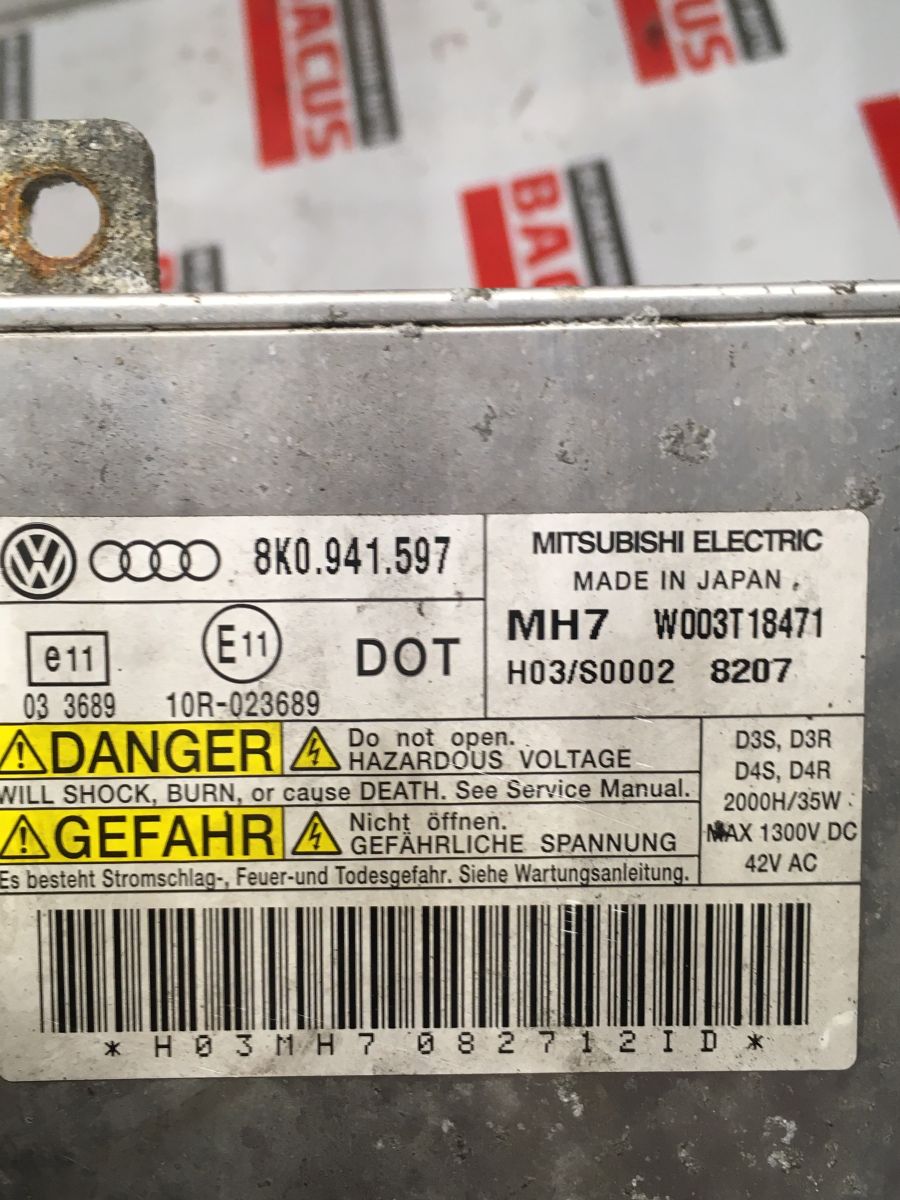 BACUS
BACUS
BAC
8K0.941.597
MITSUBISHI ELECTRIC
MADE IN JAPAN
MH7 W003T18471
H03/S0002 8207
e11
03 3689
E11
10R-023689
DOT
DANGER
Do not open.
HAZARDOUS VOLTAGE
WILL SHOCK, BURN, or cause DEATH. See Service Manual.
GEFAHR
Nicht öffnen.
GEFÄHRLICHE SPANNUNG
Es besteht Stromschlag-, Feuer-und Todesgefahr. Siehe Wartungsanleitung.
D3S, D3R
D4S, D4R
2000H/35W
MAX 1300V DC
42V AC
* H03MH7 082712ID *